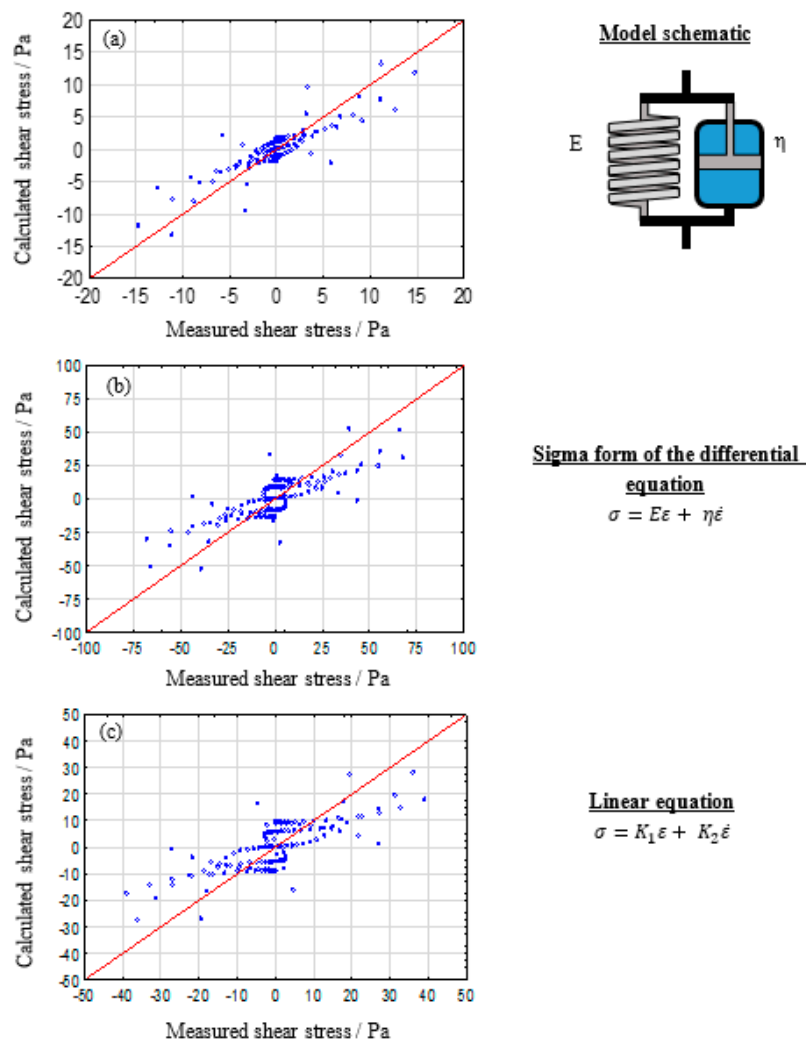 (a)
20
15
10
5
0
-5
-10
-15
-20
-20 -15 -10 -5 0 5 10 15 20
Calculated shear stress / Pa
Measured shear stress / Pa
Model schematic
E
η
(b)
100
75
50
25
0
-25
-50
-75
-100
-100 -75 -50 -25 0 25 50 75 100
Calculated shear stress / Pa
Measured shear stress / Pa
Sigma form of the differential
equation
σ = Eε + ηε̇
(c)
50
40
30
20
10
0
-10
-20
-30
-40
-50
-50 -40 -30 -20 -10 0 10 20 30 40 50
Calculated shear stress / Pa
Measured shear stress / Pa
Linear equation
σ = K₁ε + K₂ε̇